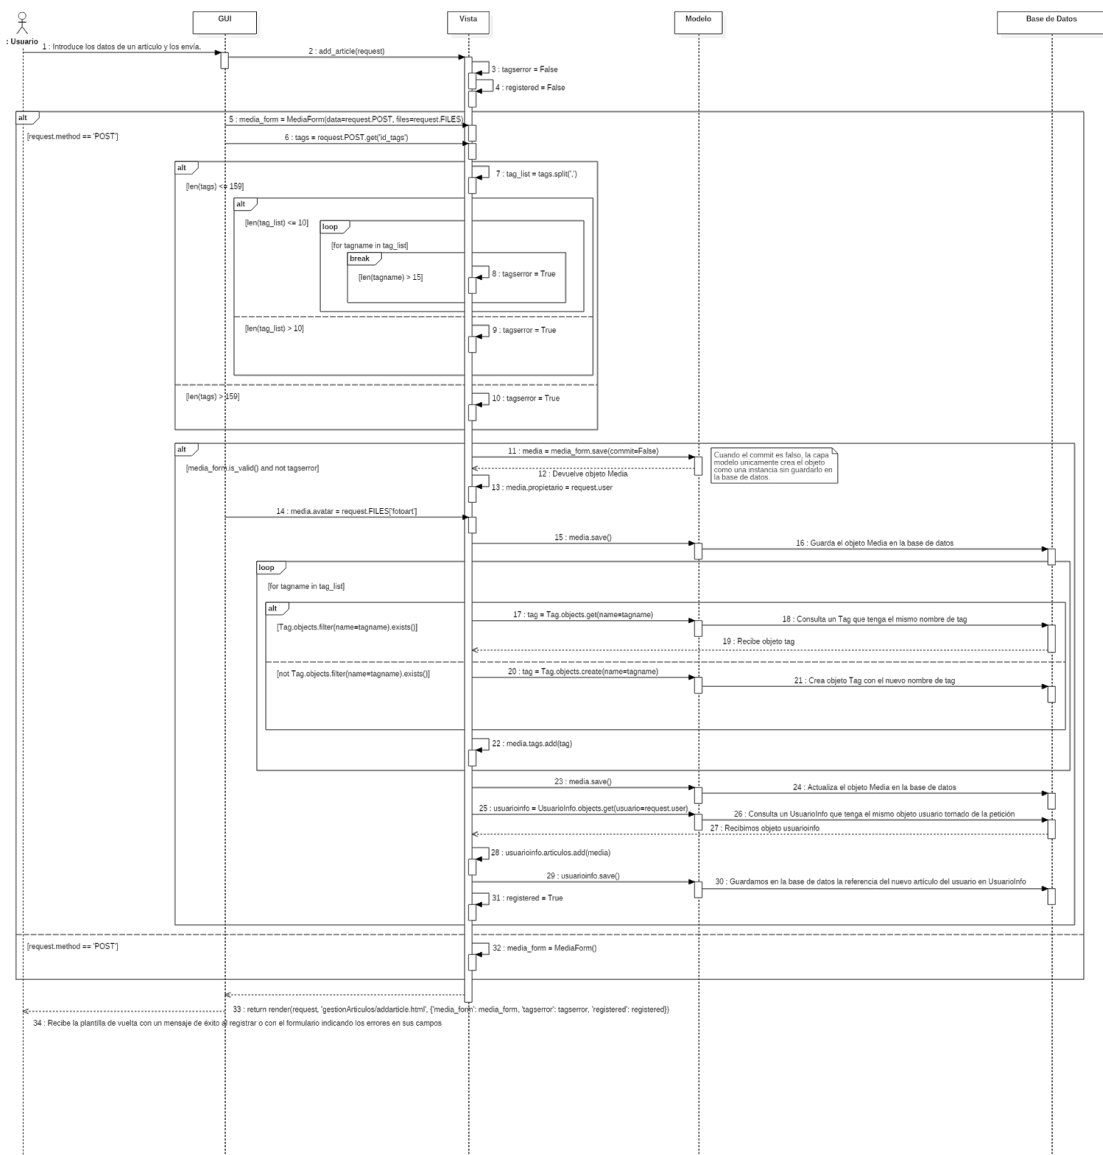 GUI
Vista
Modelo
Base de Datos
: Usuario
1 : Introduce los datos de un articulo y los envía.
2 : add_article(request)
3 : tagserror = False
4 : registered = False
alt
[request.method == 'POST']
5 : media_form = MediaForm(data=request.POST, files=request.FILES)
6 : tags = request.POST.get('id_tags')
alt
[len(tags) <= 159]
7 : tag_list = tags.split(',')
alt
[len(tag_list) <= 10]
loop
[for tagname in tag_list]
break
[len(tagname) > 15]
8 : tagserror = True
[len(tag_list) > 10]
9 : tagserror = True
[len(tags) > 159]
10 : tagserror = True
alt
[media_form.is_valid() and not tagserror]
11 : media = media_form.save(commit=False)
Cuando el commit es falso, la capa
modelo unicamente crea el objeto
como una instancia sin guardarlo en
la base de datos.
12 : Devuelve objeto Media
13 : media.propietario = request.user
14 : media.avatar = request.FILES['fotoart']
15 : media.save()
16 : Guarda el objeto Media en la base de datos
loop
[for tagname in tag_list]
alt
[Tag.objects.filter(name=tagname).exists()]
17 : tag = Tag.objects.get(name=tagname)
18 : Consulta un Tag que tenga el mismo nombre de tag
19 : Recibe objeto tag
[not Tag.objects.filter(name=tagname).exists()]
20 : tag = Tag.objects.create(name=tagname)
21 : Crea objeto Tag con el nuevo nombre de tag
22 : media.tags.add(tag)
23 : media.save()
24 : Actualiza el objeto Media en la base de datos
25 : usuarioinfo = UsuarioInfo.objects.get(usuario=request.user)
26 : Consulta un UsuarioInfo que tenga el mismo objeto usuario tomado de la petición
27 : Recibimos objeto usuarioinfo
28 : usuarioinfo.articulos.add(media)
29 : usuarioinfo.save()
30 : Guardamos en la base de datos la referencia del nuevo artículo del usuario en UsuarioInfo
31 : registered = True
[request.method == 'POST']
32 : media_form = MediaForm()
33 : return render(request, 'gestionArticulos/addarticle.html', {'media_form': media_form, 'tagserror': tagserror, 'registered': registered})
34 : Recibe la plantilla de vuelta con un mensaje de éxito al registrar o con el formulario indicando los errores en sus campos